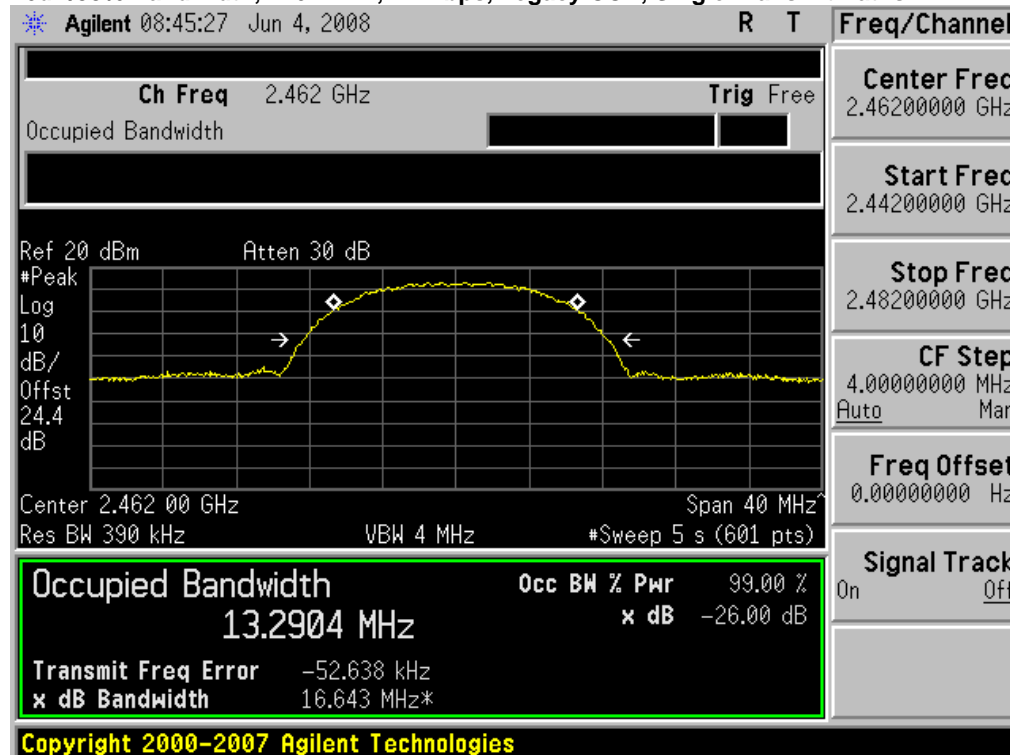 Agilent 08:45:27 Jun 4, 2008 R T
Freq/Channel
Ch Freq 2.462 GHz Trig Free
Occupied Bandwidth
Center Freq
2.46200000 GHz
Start Freq
2.44200000 GHz
Stop Freq
2.48200000 GHz
CF Step
4.00000000 MHz
Auto Man
Freq Offset
0.00000000 Hz
Signal Track
On Off
Ref 20 dBm Atten 30 dB
#Peak
Log
10
dB/
Offst
24.4
dB
Center 2.462 00 GHz Span 40 MHz^
Res BW 390 kHz VBW 4 MHz #Sweep 5 s (601 pts)
Occupied Bandwidth
13.2904 MHz
Occ BW % Pwr 99.00 %
x dB -26.00 dB
Transmit Freq Error -52.638 kHz
x dB Bandwidth 16.643 MHz*
Copyright 2000-2007 Agilent Technologies